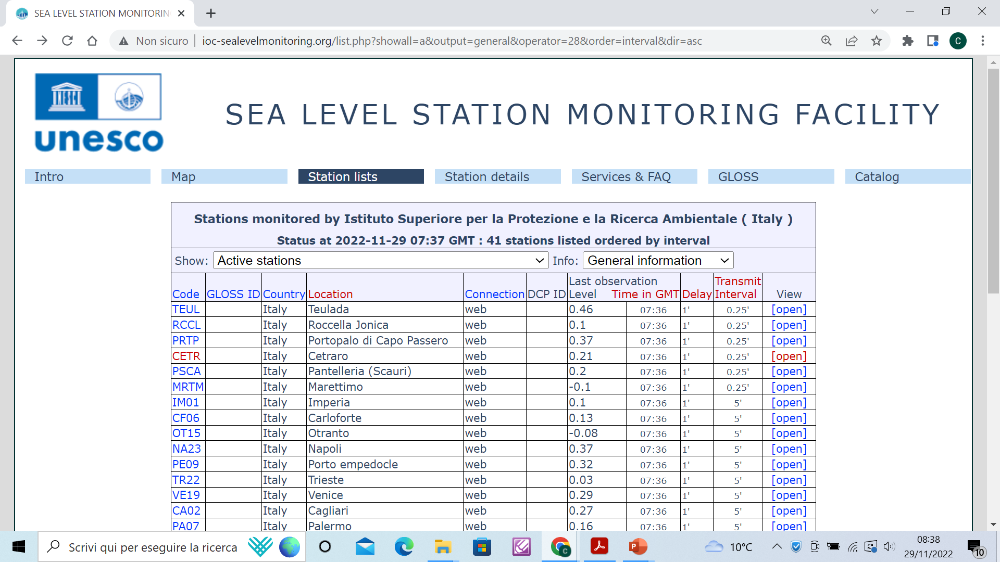 SEA LEVEL STATION MONITORIN
Non sicuro
ioc-sealevelmonitoring.org/list.php?showall=a&output=general&operator=28&order=interval&dir=asc
C
unesco
SEA LEVEL STATION MONITORING FACILITY
Intro Map Station lists Station details Services & FAQ GLOSS Catalog
Stations monitored by Istituto Superiore per la Protezione e la Ricerca Ambientale ( Italy )
Status at 2022-11-29 07:37 GMT : 41 stations listed ordered by interval
Show: Active stations Info: General information
Last observation Transmit
Code GLOSS ID Country Location Connection DCP ID Level Time in GMT Delay Interval View
TEUL Italy Teulada web 0.46 07:36 1' 0.25' [open]
RCCL Italy Roccella Jonica web 0.1 07:36 1' 0.25' [open]
PRTP Italy Portopalo di Capo Passero web 0.37 07:36 1' 0.25' [open]
CETR Italy Cetraro web 0.21 07:36 1' 0.25' [open]
PSCA Italy Pantelleria (Scauri) web 0.2 07:36 1' 0.25' [open]
MRTM Italy Marettimo web -0.1 07:36 1' 0.25' [open]
IM01 Italy Imperia web 0.1 07:36 1' 5' [open]
CF06 Italy Carloforte web 0.13 07:36 1' 5' [open]
OT15 Italy Otranto web -0.08 07:36 1' 5' [open]
NA23 Italy Napoli web 0.37 07:36 1' 5' [open]
PE09 Italy Porto empedocle web 0.32 07:36 1' 5' [open]
TR22 Italy Trieste web 0.03 07:36 1' 5' [open]
VE19 Italy Venice web 0.29 07:36 1' 5' [open]
CA02 Italy Cagliari web 0.27 07:36 1' 5' [open]
PA07 Italy Palermo web 0.16 07:36 1' 5' [open]
Scrivi qui per eseguire la ricerca
10°C
08:38
29/11/2022
10